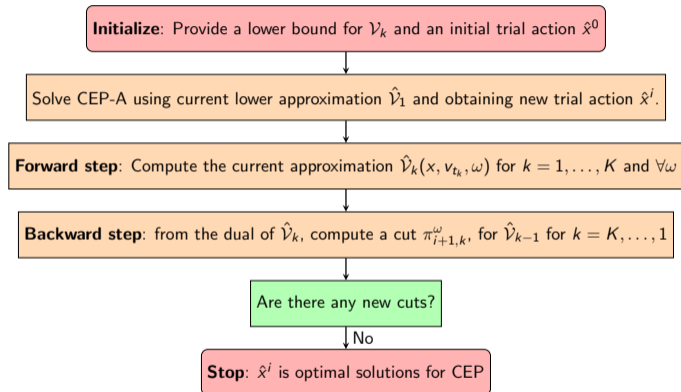 Initialize: Provide a lower bound for 𝒱ₖ and an initial trial action x̂⁰
Solve CEP-A using current lower approximation 𝒱̂₁ and obtaining new trial action x̂ⁱ.
Forward step: Compute the current approximation 𝒱̂ₖ(x, v_{t_k}, ω) for k = 1, . . . , K and ∀ω
Backward step: from the dual of 𝒱̂ₖ, compute a cut π^ω_{i+1,k}, for 𝒱̂ₖ₋₁ for k = K, . . . , 1
Are there any new cuts?
No
Stop: x̂ⁱ is optimal solutions for CEP